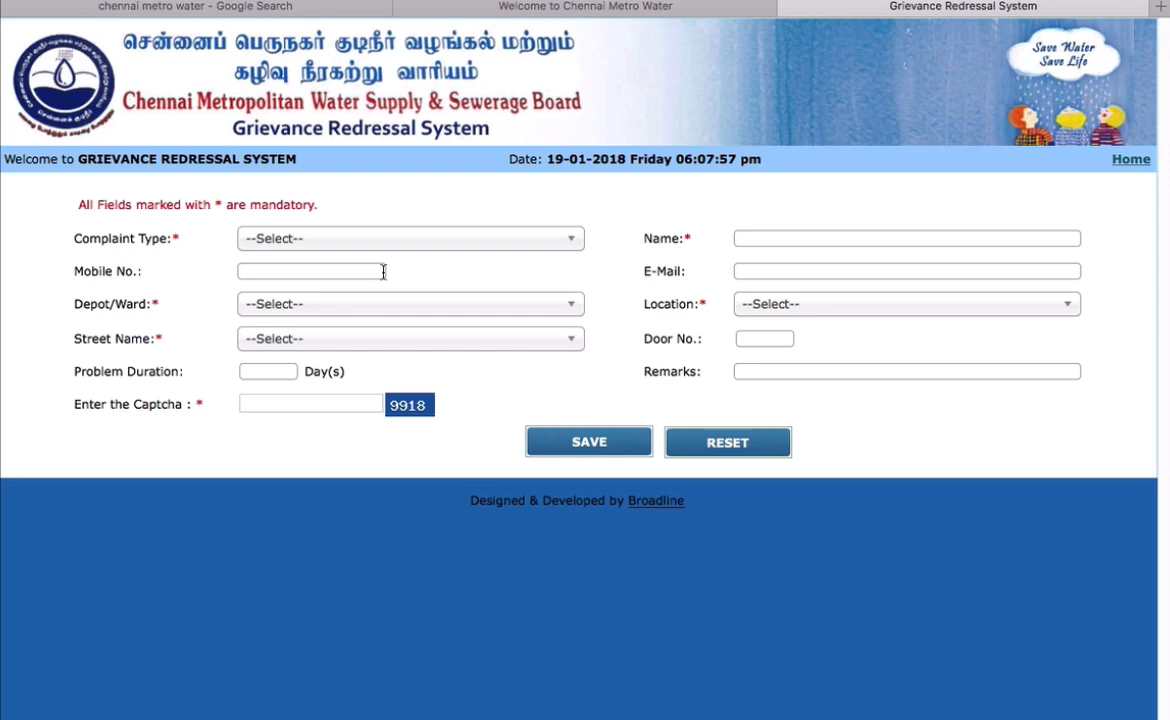 chennai metro water - Google Search
Welcome to Chennai Metro Water
Grievance Redressal System
+
சென்னைப் பெருநகர் குடிநீர் வழங்கல் மற்றும்
கழிவு நீரகற்று வாரியம்
Chennai Metropolitan Water Supply & Sewerage Board
Grievance Redressal System
Save Water
Save Life
Welcome to GRIEVANCE REDRESSAL SYSTEM Date: 19-01-2018 Friday 06:07:57 pm Home
All Fields marked with * are mandatory.
Complaint Type:* --Select-- Name:*
Mobile No.: E-Mail:
Depot/Ward:* --Select-- Location:* --Select--
Street Name:* --Select-- Door No.:
Problem Duration: Day(s) Remarks:
Enter the Captcha : * 9918
SAVE RESET
Designed & Developed by Broadline